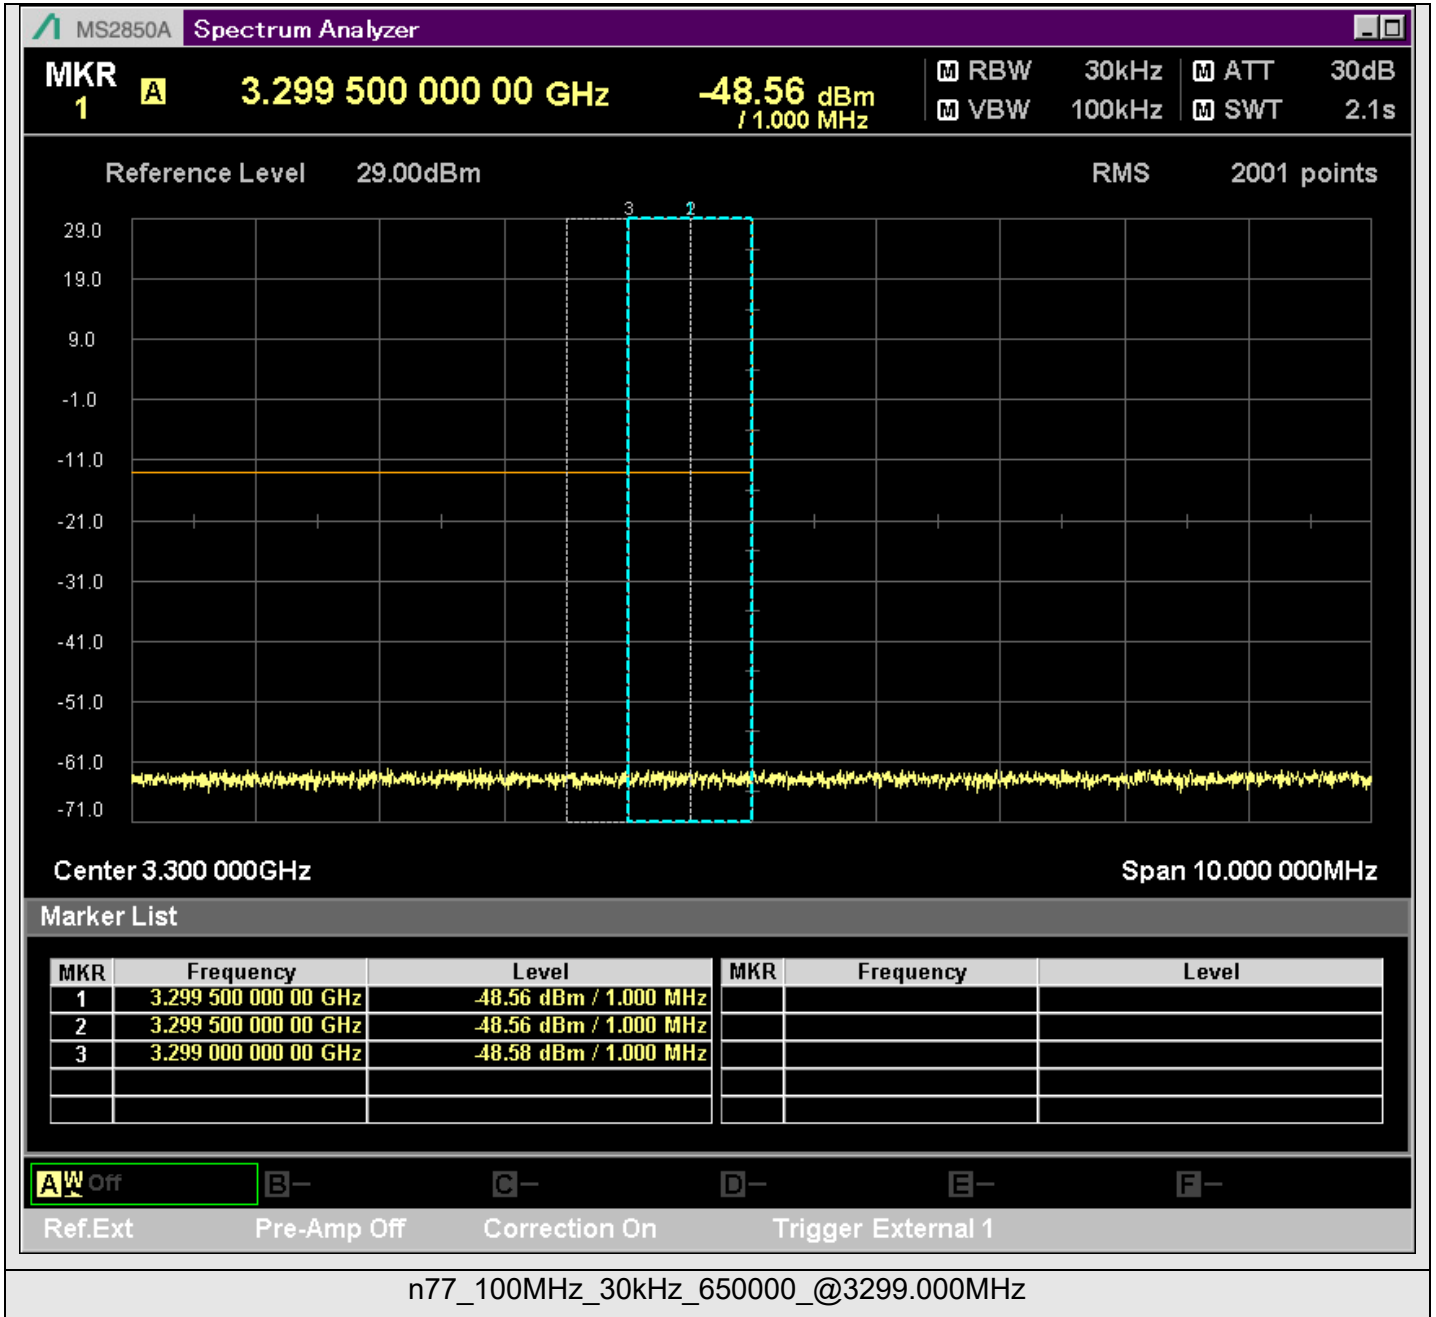 MS2850A Spectrum Analyzer
MKR 1 A 3.299 500 000 00 GHz -48.56 dBm / 1.000 MHz
M RBW 30kHz M ATT 30dB
M VBW 100kHz M SWT 2.1s
Reference Level 29.00dBm RMS 2001 points
3 2
29.0
19.0
9.0
-1.0
-11.0
-21.0
-31.0
-41.0
-51.0
-61.0
-71.0
Center 3.300 000GHz Span 10.000 000MHz
Marker List
MKR Frequency Level MKR Frequency Level
1 3.299 500 000 00 GHz -48.56 dBm / 1.000 MHz
2 3.299 500 000 00 GHz -48.56 dBm / 1.000 MHz
3 3.299 000 000 00 GHz -48.58 dBm / 1.000 MHz
A W Off B - C - D - E - F -
Ref.Ext Pre-Amp Off Correction On Trigger External 1
n77_100MHz_30kHz_650000_@3299.000MHz